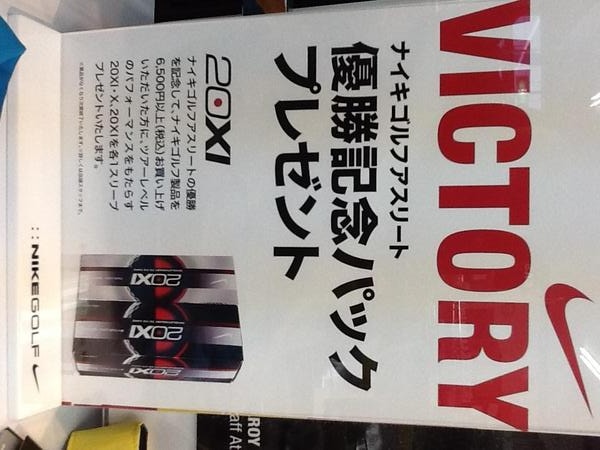 VICTORY
ナイキゴルフアスリート
優勝記念パック
プレゼント
20XI
ナイキゴルフアスリートの優勝
を記念して、ナイキゴルフ製品を
6,500円以上(税込)お買い上げ
いただいた方に、ツアーレベル
のパフォーマンスをもたらす
20XI・X、20XIを各1スリーブ
プレゼントいたします。
20XI
20XI
20XI
NIKEGOLF
ROY
aff At